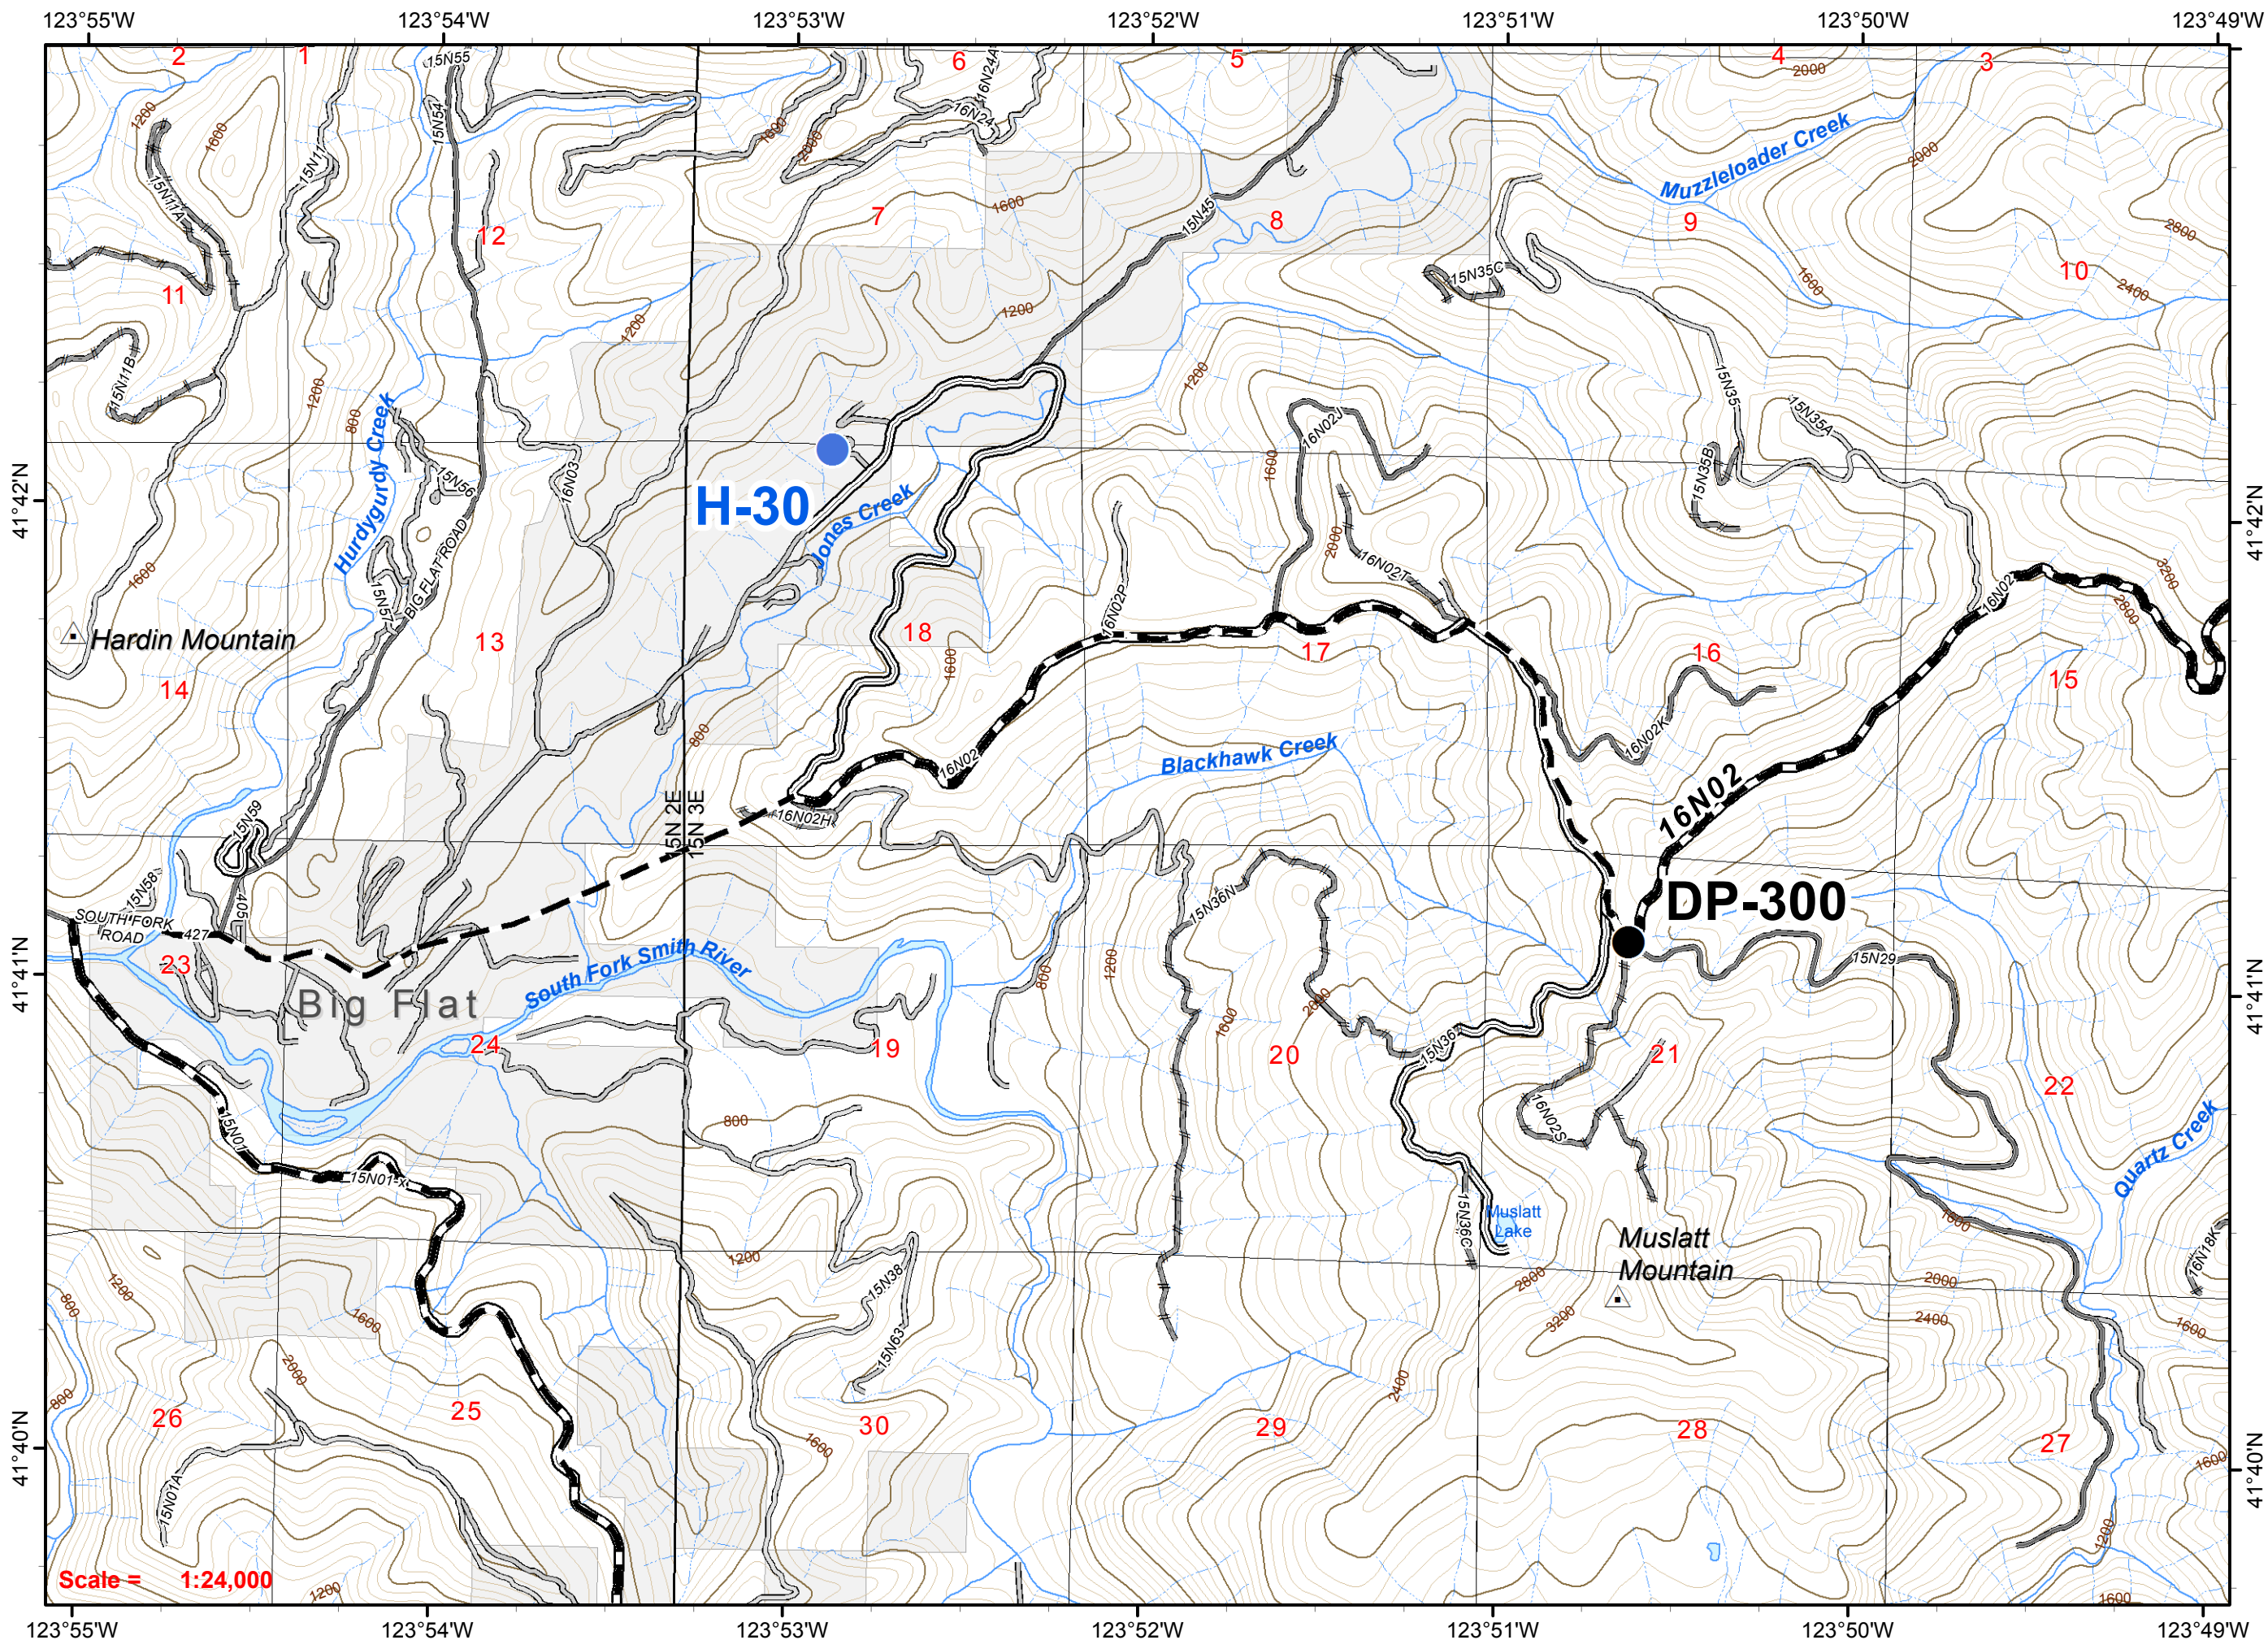 123°55'W 123°54'W 123°53'W 123°52'W 123°51'W 123°50'W 123°49'W
2 1 6 5 4 3
15N55
16N24A
2000
1200
1600
15N54
16N24
1600
2000
Muzzleloader Creek
2000
15N11
15N11A
1600
7
15N45
8
9
2800
12
11
15N35C
1600
10
2400
1200
1200
15N11B
1200
800
1200
15N35
15N35A
Hurdygurdy Creek
16N02J
1600
15N35B
15N56
16N03
41°42'N
H-30
Jones Creek
41°42'N
2000
16N02T
1600
BIG FLAT ROAD
15N57
16N02P
16N02
3200
2800
Hardin Mountain
13
18
17
16
14
1600
15
800
16N02
Blackhawk Creek
16N02K
15N 2E
15N 3E
16N02H
16N02
15N59
15N58
405
15N36N
DP-300
SOUTH FORK
ROAD
427
23
South Fork Smith River
800
1200
15N29
41°41'N
Big Flat
41°41'N
2000
1600
24
19
20
15N36
21
22
15N01
800
16N02S
Quartz Creek
15N01-x
15N36C
Muslatt
Lake
1600
Muslatt
Mountain
16N18K
1200
15N38
2800
2000
800
1200
1600
3200
2400
1600
15N63
2000
800
2400
26
25
30
29
28
27
41°40'N
1600
1600
41°40'N
15N01A
1200
Scale = 1:24,000
1200
1600
123°55'W 123°54'W 123°53'W 123°52'W 123°51'W 123°50'W 123°49'W